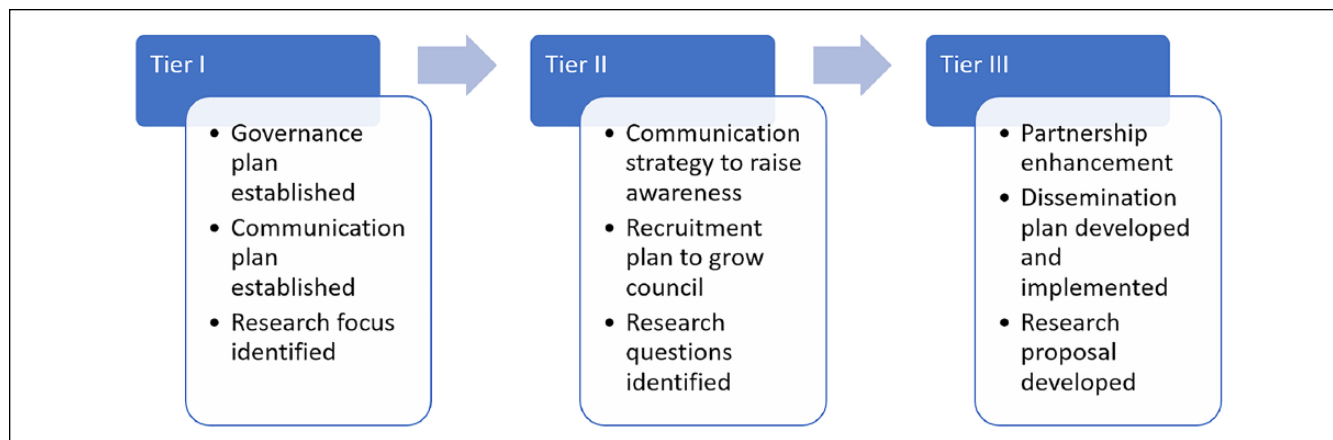 Tier I
• Governance
plan
established
• Communication
plan
established
• Research focus
identified
Tier II
• Communication
strategy to raise
awareness
• Recruitment
plan to grow
council
• Research
questions
identified
Tier III
• Partnership
enhancement
• Dissemination
plan developed
and
implemented
• Research
proposal
developed